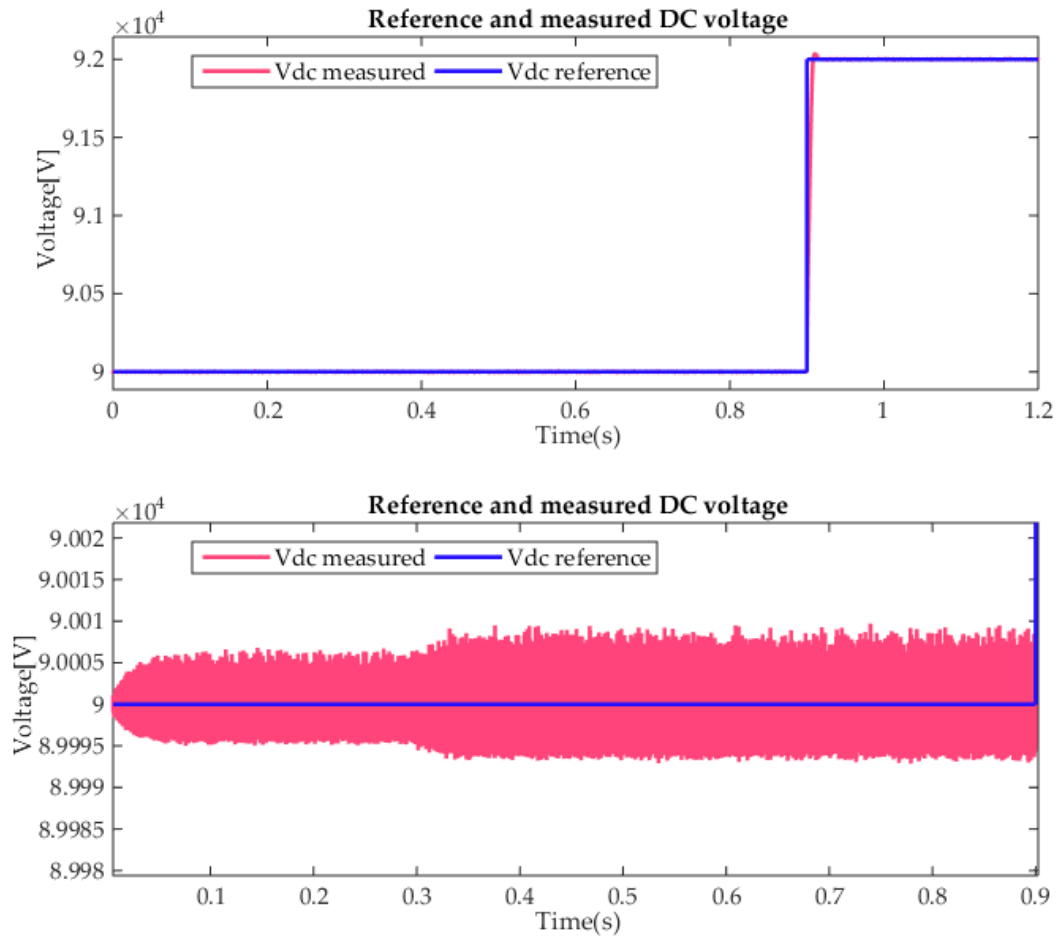 Reference and measured DC voltage
×10⁴
Vdc measured Vdc reference
9.2
9.15
9.1
9.05
9
Voltage[V]
0 0.2 0.4 0.6 0.8 1 1.2
Time(s)
Reference and measured DC voltage
×10⁴
Vdc measured Vdc reference
9.002
9.0015
9.001
9.0005
9
8.9995
8.999
8.9985
8.998
Voltage[V]
0.1 0.2 0.3 0.4 0.5 0.6 0.7 0.8 0.9
Time(s)